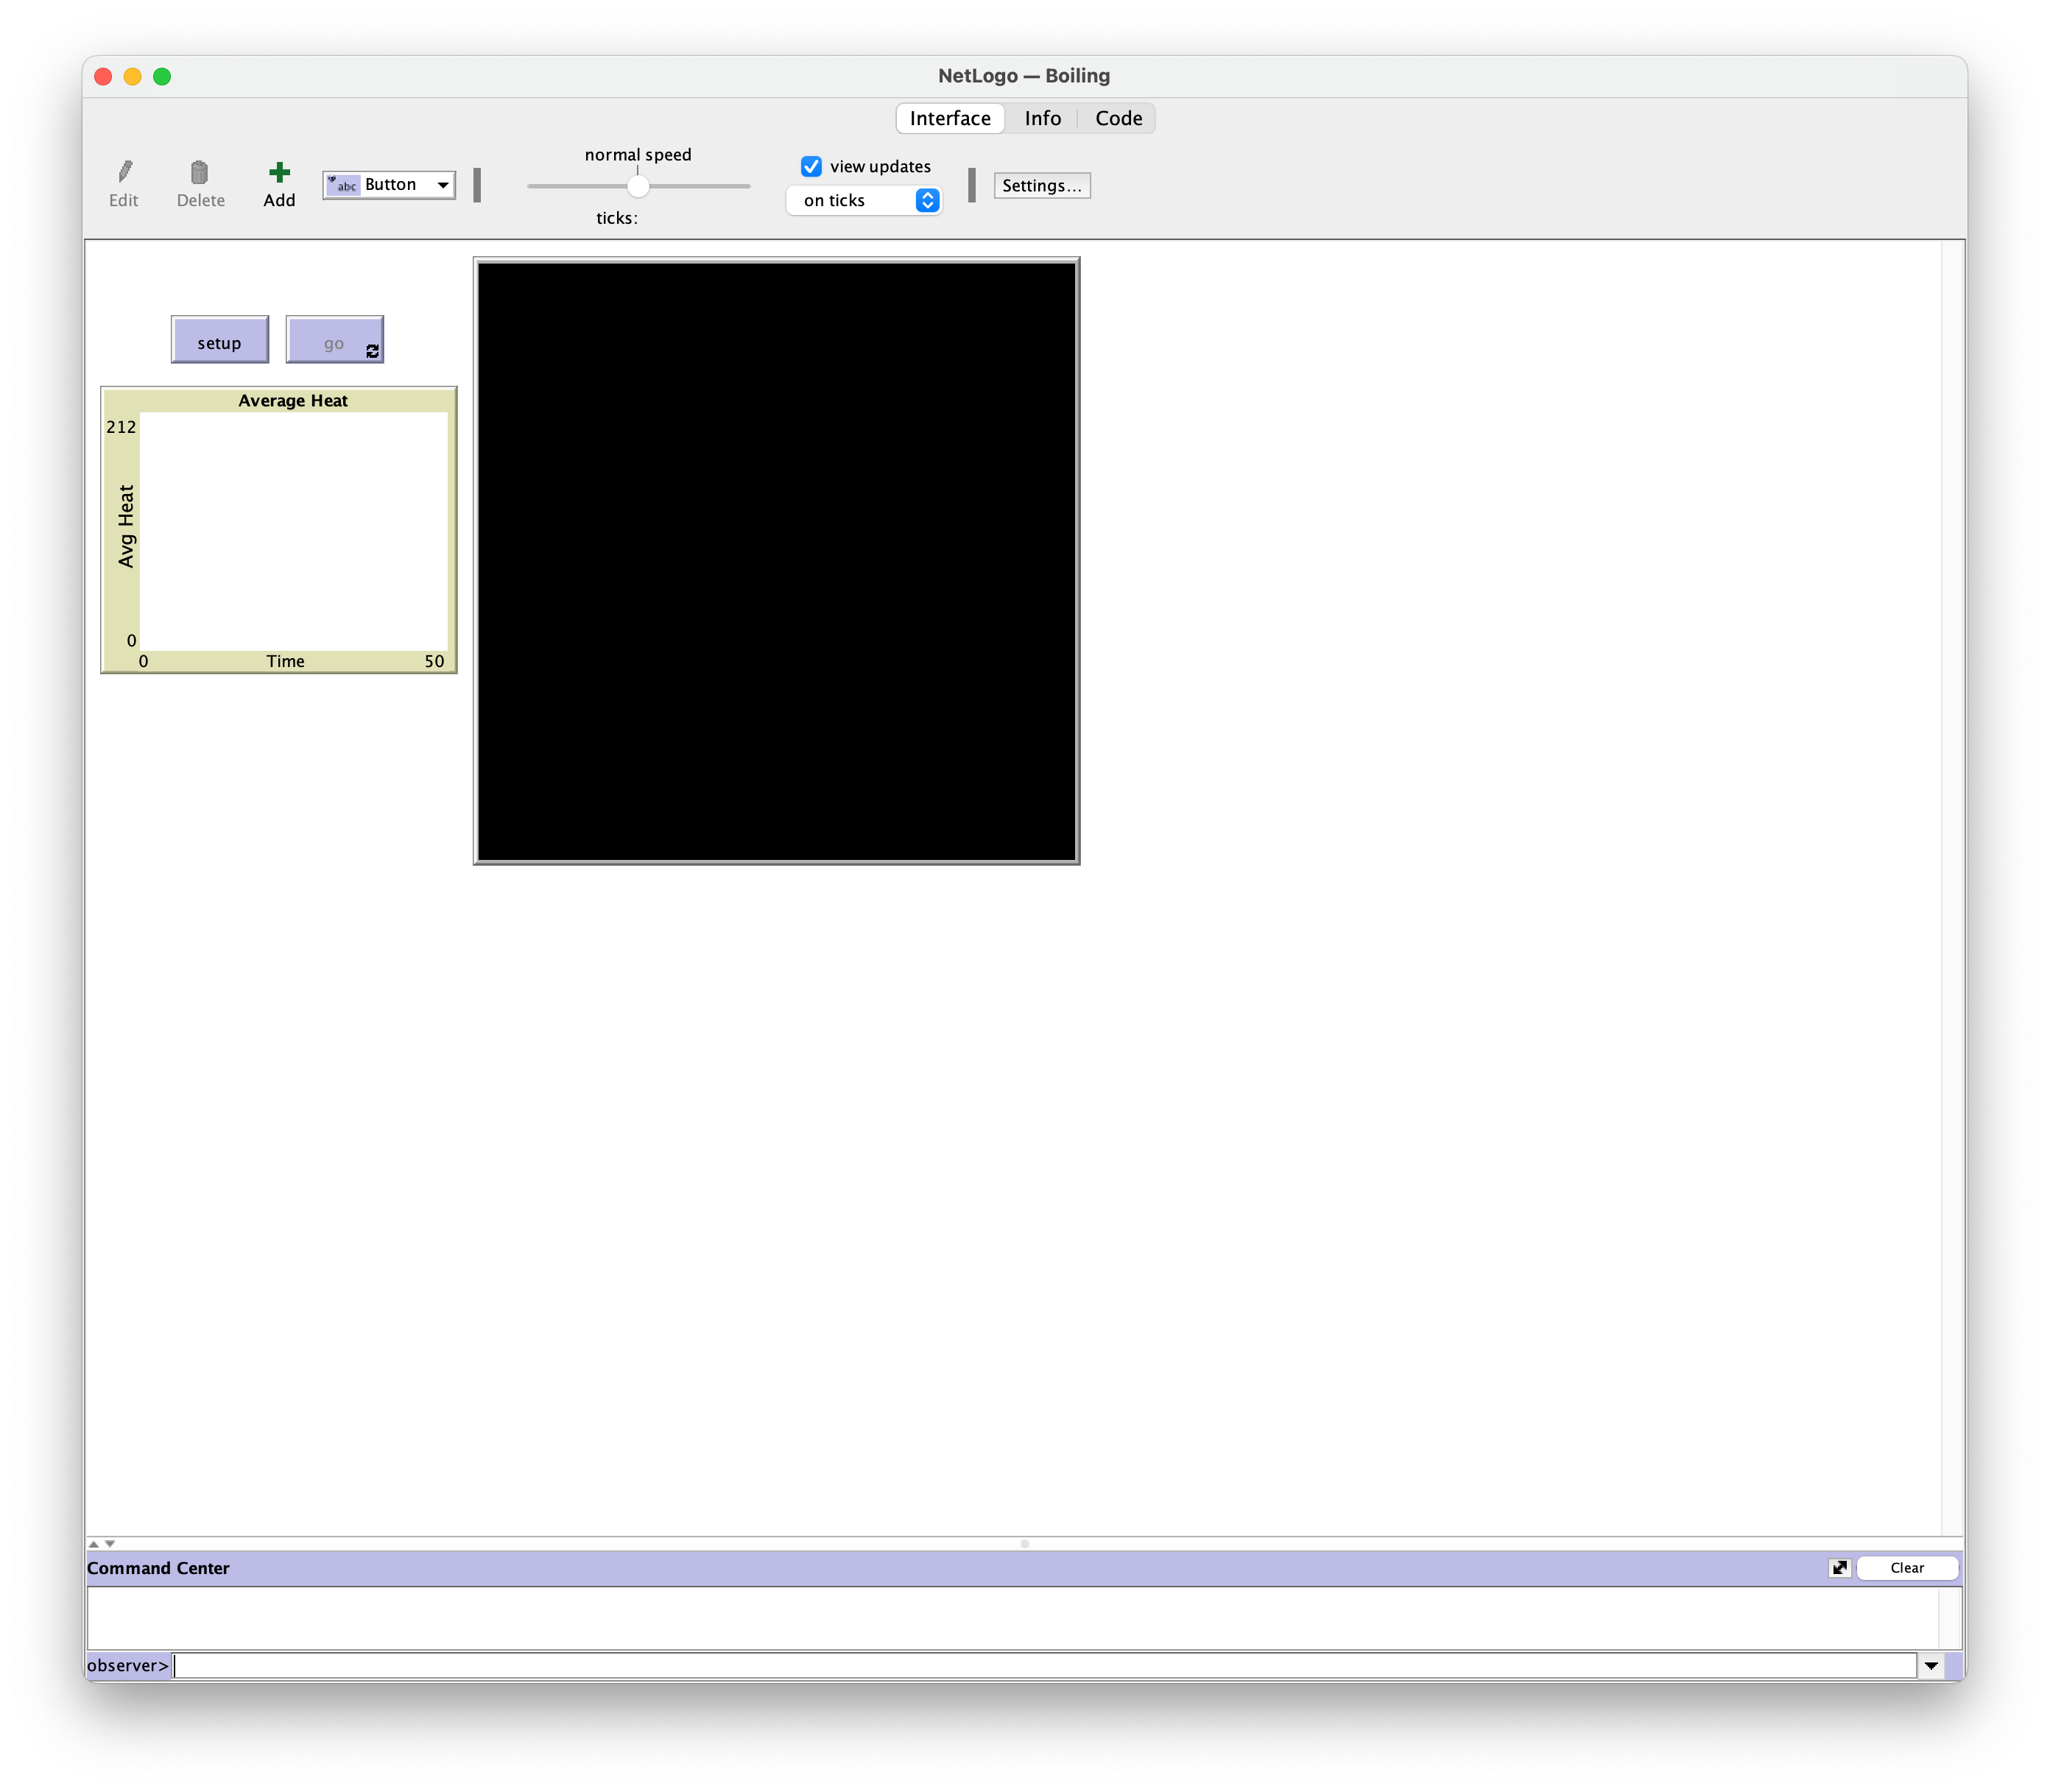 NetLogo — Boiling
Interface Info Code
normal speed
view updates
Edit Delete Add abc Button on ticks Settings...
ticks:
setup go
Average Heat
212
Avg Heat
0
0 Time 50
Command Center Clear
observer>